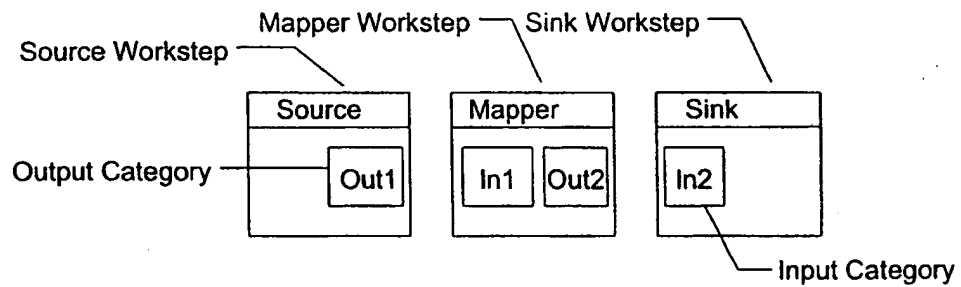 Mapper Workstep
Sink Workstep
Source Workstep
Source
Mapper
Sink
Output Category
Out1
In1
Out2
In2
Input Category